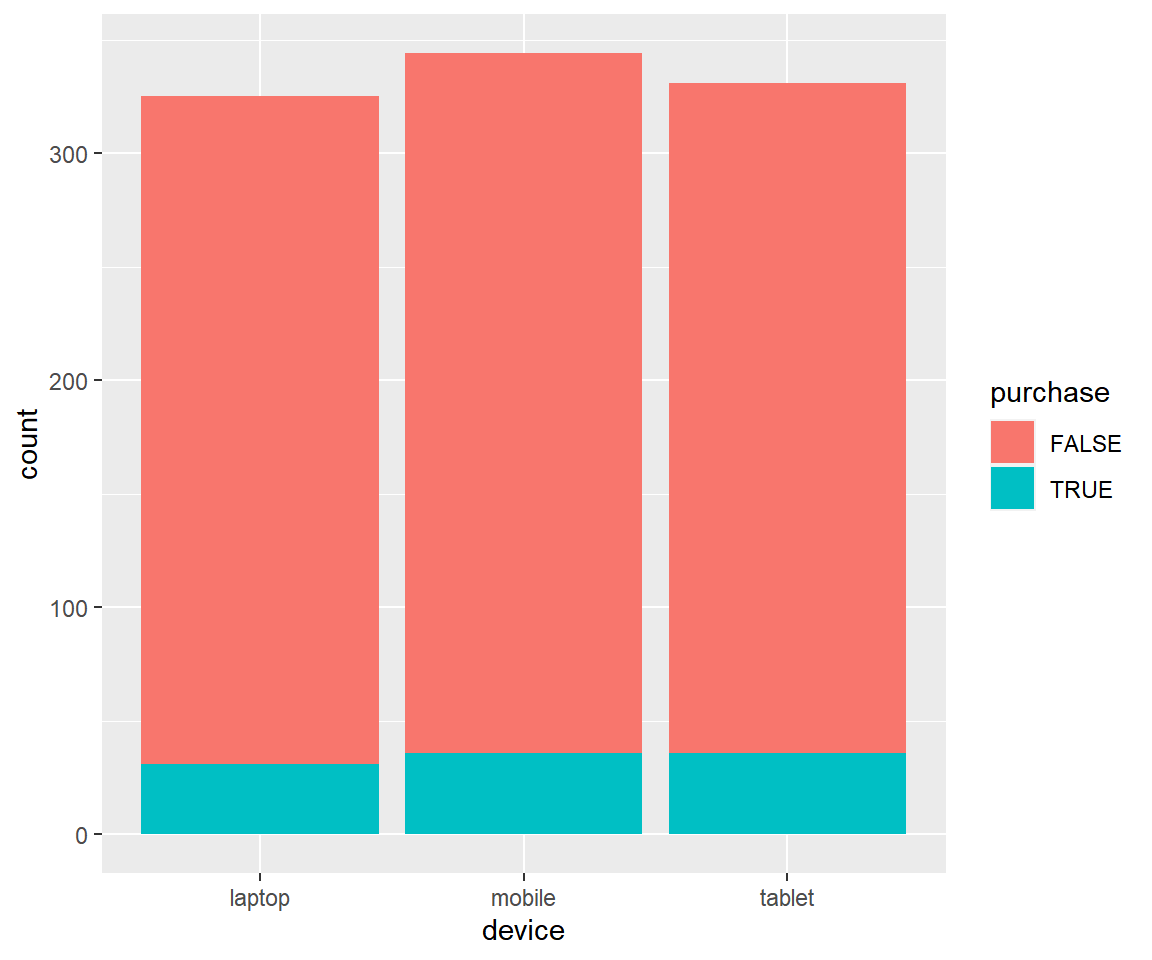 count
300
200
100
0
laptop mobile tablet
device
purchase
FALSE
TRUE